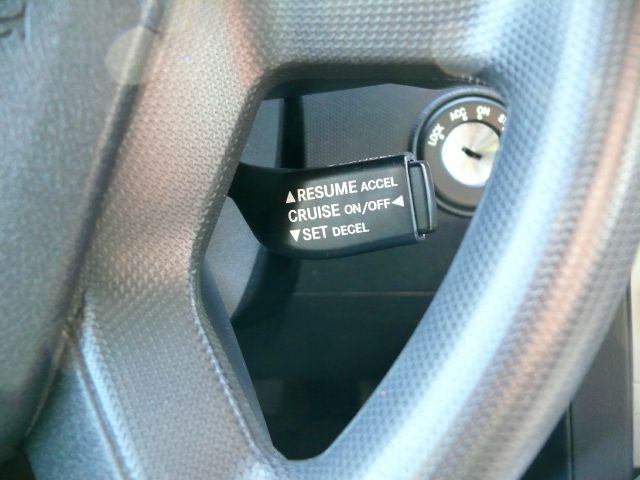 ▲RESUME ACCEL
CRUISE ON/OFF◀
▼SET DECEL
LOCK ACC ON